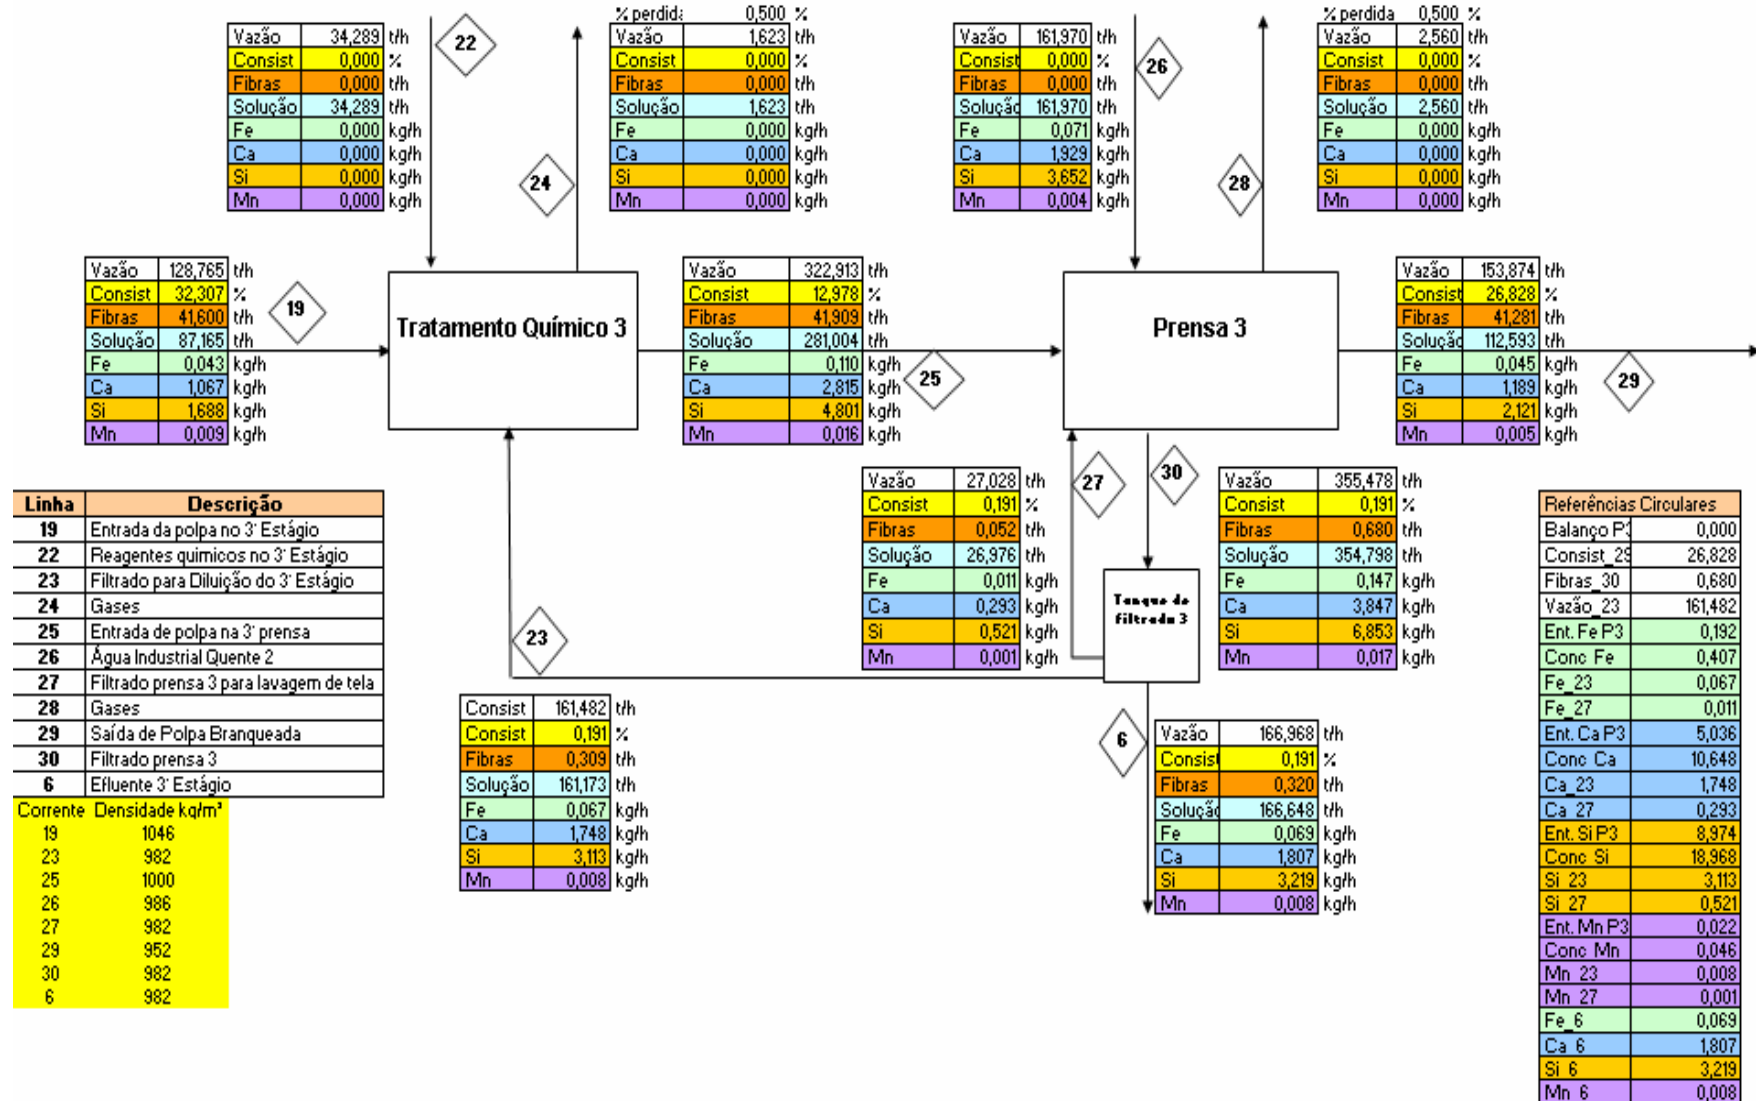 % perdida 0,500 %
Vazão 34,289 t/h
Consist 0,000 %
Fibras 0,000 t/h
Solução 34,289 t/h
Fe 0,000 kg/h
Ca 0,000 kg/h
Si 0,000 kg/h
Mn 0,000 kg/h
22
Vazão 1,623 t/h
Consist 0,000 %
Fibras 0,000 t/h
Solução 1,623 t/h
Fe 0,000 kg/h
Ca 0,000 kg/h
Si 0,000 kg/h
Mn 0,000 kg/h
24
Vazão 161,970 t/h
Consist 0,000 %
Fibras 0,000 t/h
Solução 161,970 t/h
Fe 0,071 kg/h
Ca 1,929 kg/h
Si 3,652 kg/h
Mn 0,004 kg/h
26
% perdida 0,500 %
Vazão 2,560 t/h
Consist 0,000 %
Fibras 0,000 t/h
Solução 2,560 t/h
Fe 0,000 kg/h
Ca 0,000 kg/h
Si 0,000 kg/h
Mn 0,000 kg/h
28
Vazão 128,765 t/h
Consist 32,307 %
Fibras 41,600 t/h
Solução 87,165 t/h
Fe 0,043 kg/h
Ca 1,067 kg/h
Si 1,688 kg/h
Mn 0,009 kg/h
19
Tratamento Químico 3
Vazão 322,913 t/h
Consist 12,978 %
Fibras 41,909 t/h
Solução 281,004 t/h
Fe 0,110 kg/h
Ca 2,815 kg/h
Si 4,801 kg/h
Mn 0,016 kg/h
25
Prensa 3
Vazão 153,874 t/h
Consist 26,828 %
Fibras 41,281 t/h
Solução 112,593 t/h
Fe 0,045 kg/h
Ca 1,189 kg/h
Si 2,121 kg/h
Mn 0,005 kg/h
29
Linha Descrição
19 Entrada da polpa no 3' Estágio
22 Reagentes quimicos no 3' Estágio
23 Filtrado para Diluição do 3' Estágio
24 Gases
25 Entrada de polpa na 3' prensa
26 Água Industrial Quente 2
27 Filtrado prensa 3 para lavagem de tela
28 Gases
29 Saída de Polpa Branqueada
30 Filtrado prensa 3
6 Efluente 3' Estágio
Corrente Densidade kg/m³
19 1046
23 982
25 1000
26 986
27 982
29 952
30 982
6 982
23
Consist 161,482 t/h
Consist 0,191 %
Fibras 0,309 t/h
Solução 161,173 t/h
Fe 0,067 kg/h
Ca 1,748 kg/h
Si 3,113 kg/h
Mn 0,008 kg/h
Vazão 27,028 t/h
Consist 0,191 %
Fibras 0,052 t/h
Solução 26,976 t/h
Fe 0,011 kg/h
Ca 0,293 kg/h
Si 0,521 kg/h
Mn 0,001 kg/h
27
30
Tanque de
filtrado 3
Vazão 355,478 t/h
Consist 0,191 %
Fibras 0,680 t/h
Solução 354,798 t/h
Fe 0,147 kg/h
Ca 3,847 kg/h
Si 6,853 kg/h
Mn 0,017 kg/h
6
Vazão 166,968 t/h
Consist 0,191 %
Fibras 0,320 t/h
Solução 166,648 t/h
Fe 0,069 kg/h
Ca 1,807 kg/h
Si 3,219 kg/h
Mn 0,008 kg/h
Referências Circulares
Balanço P3 0,000
Consist_29 26,828
Fibras_30 0,680
Vazão_23 161,482
Ent. Fe P3 0,192
Conc Fe 0,407
Fe_23 0,067
Fe_27 0,011
Ent. Ca P3 5,036
Conc Ca 10,648
Ca_23 1,748
Ca_27 0,293
Ent. Si P3 8,974
Conc Si 18,968
Si_23 3,113
Si_27 0,521
Ent. Mn P3 0,022
Conc Mn 0,046
Mn_23 0,008
Mn_27 0,001
Fe_6 0,069
Ca_6 1,807
Si_6 3,219
Mn_6 0,008